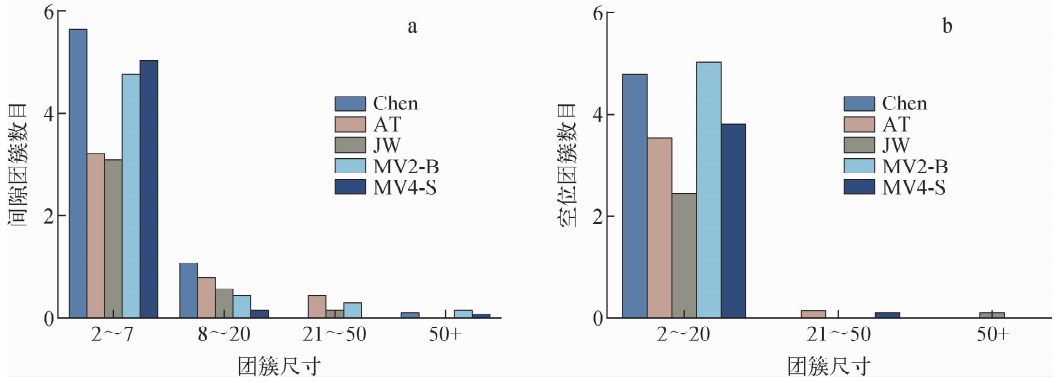 6
4
2
0
间隙团簇数目
a
Chen
AT
JW
MV2-B
MV4-S
2～7
8～20
21～50
50+
团簇尺寸
6
4
2
0
空位团簇数目
b
Chen
AT
JW
MV2-B
MV4-S
2～20
21～50
50+
团簇尺寸